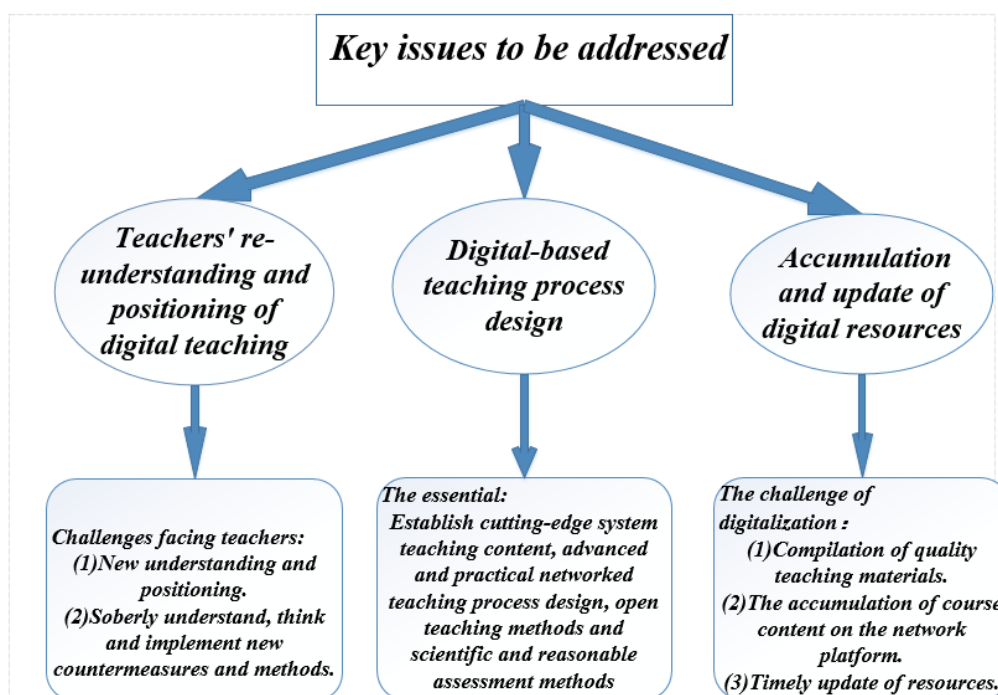 Key issues to be addressed
Teachers' re-
understanding and
positioning of
digital teaching
Digital-based
teaching process
design
Accumulation
and update of
digital resources
Challenges facing teachers:
(1)New understanding and
positioning.
(2)Soberly understand, think
and implement new
countermeasures and methods.
The essential:
Establish cutting-edge system
teaching content, advanced
and practical networked
teaching process design, open
teaching methods and
scientific and reasonable
assessment methods
The challenge of
digitalization：
(1)Compilation of quality
teaching materials.
(2)The accumulation of course
content on the network
platform.
(3)Timely update of resources.